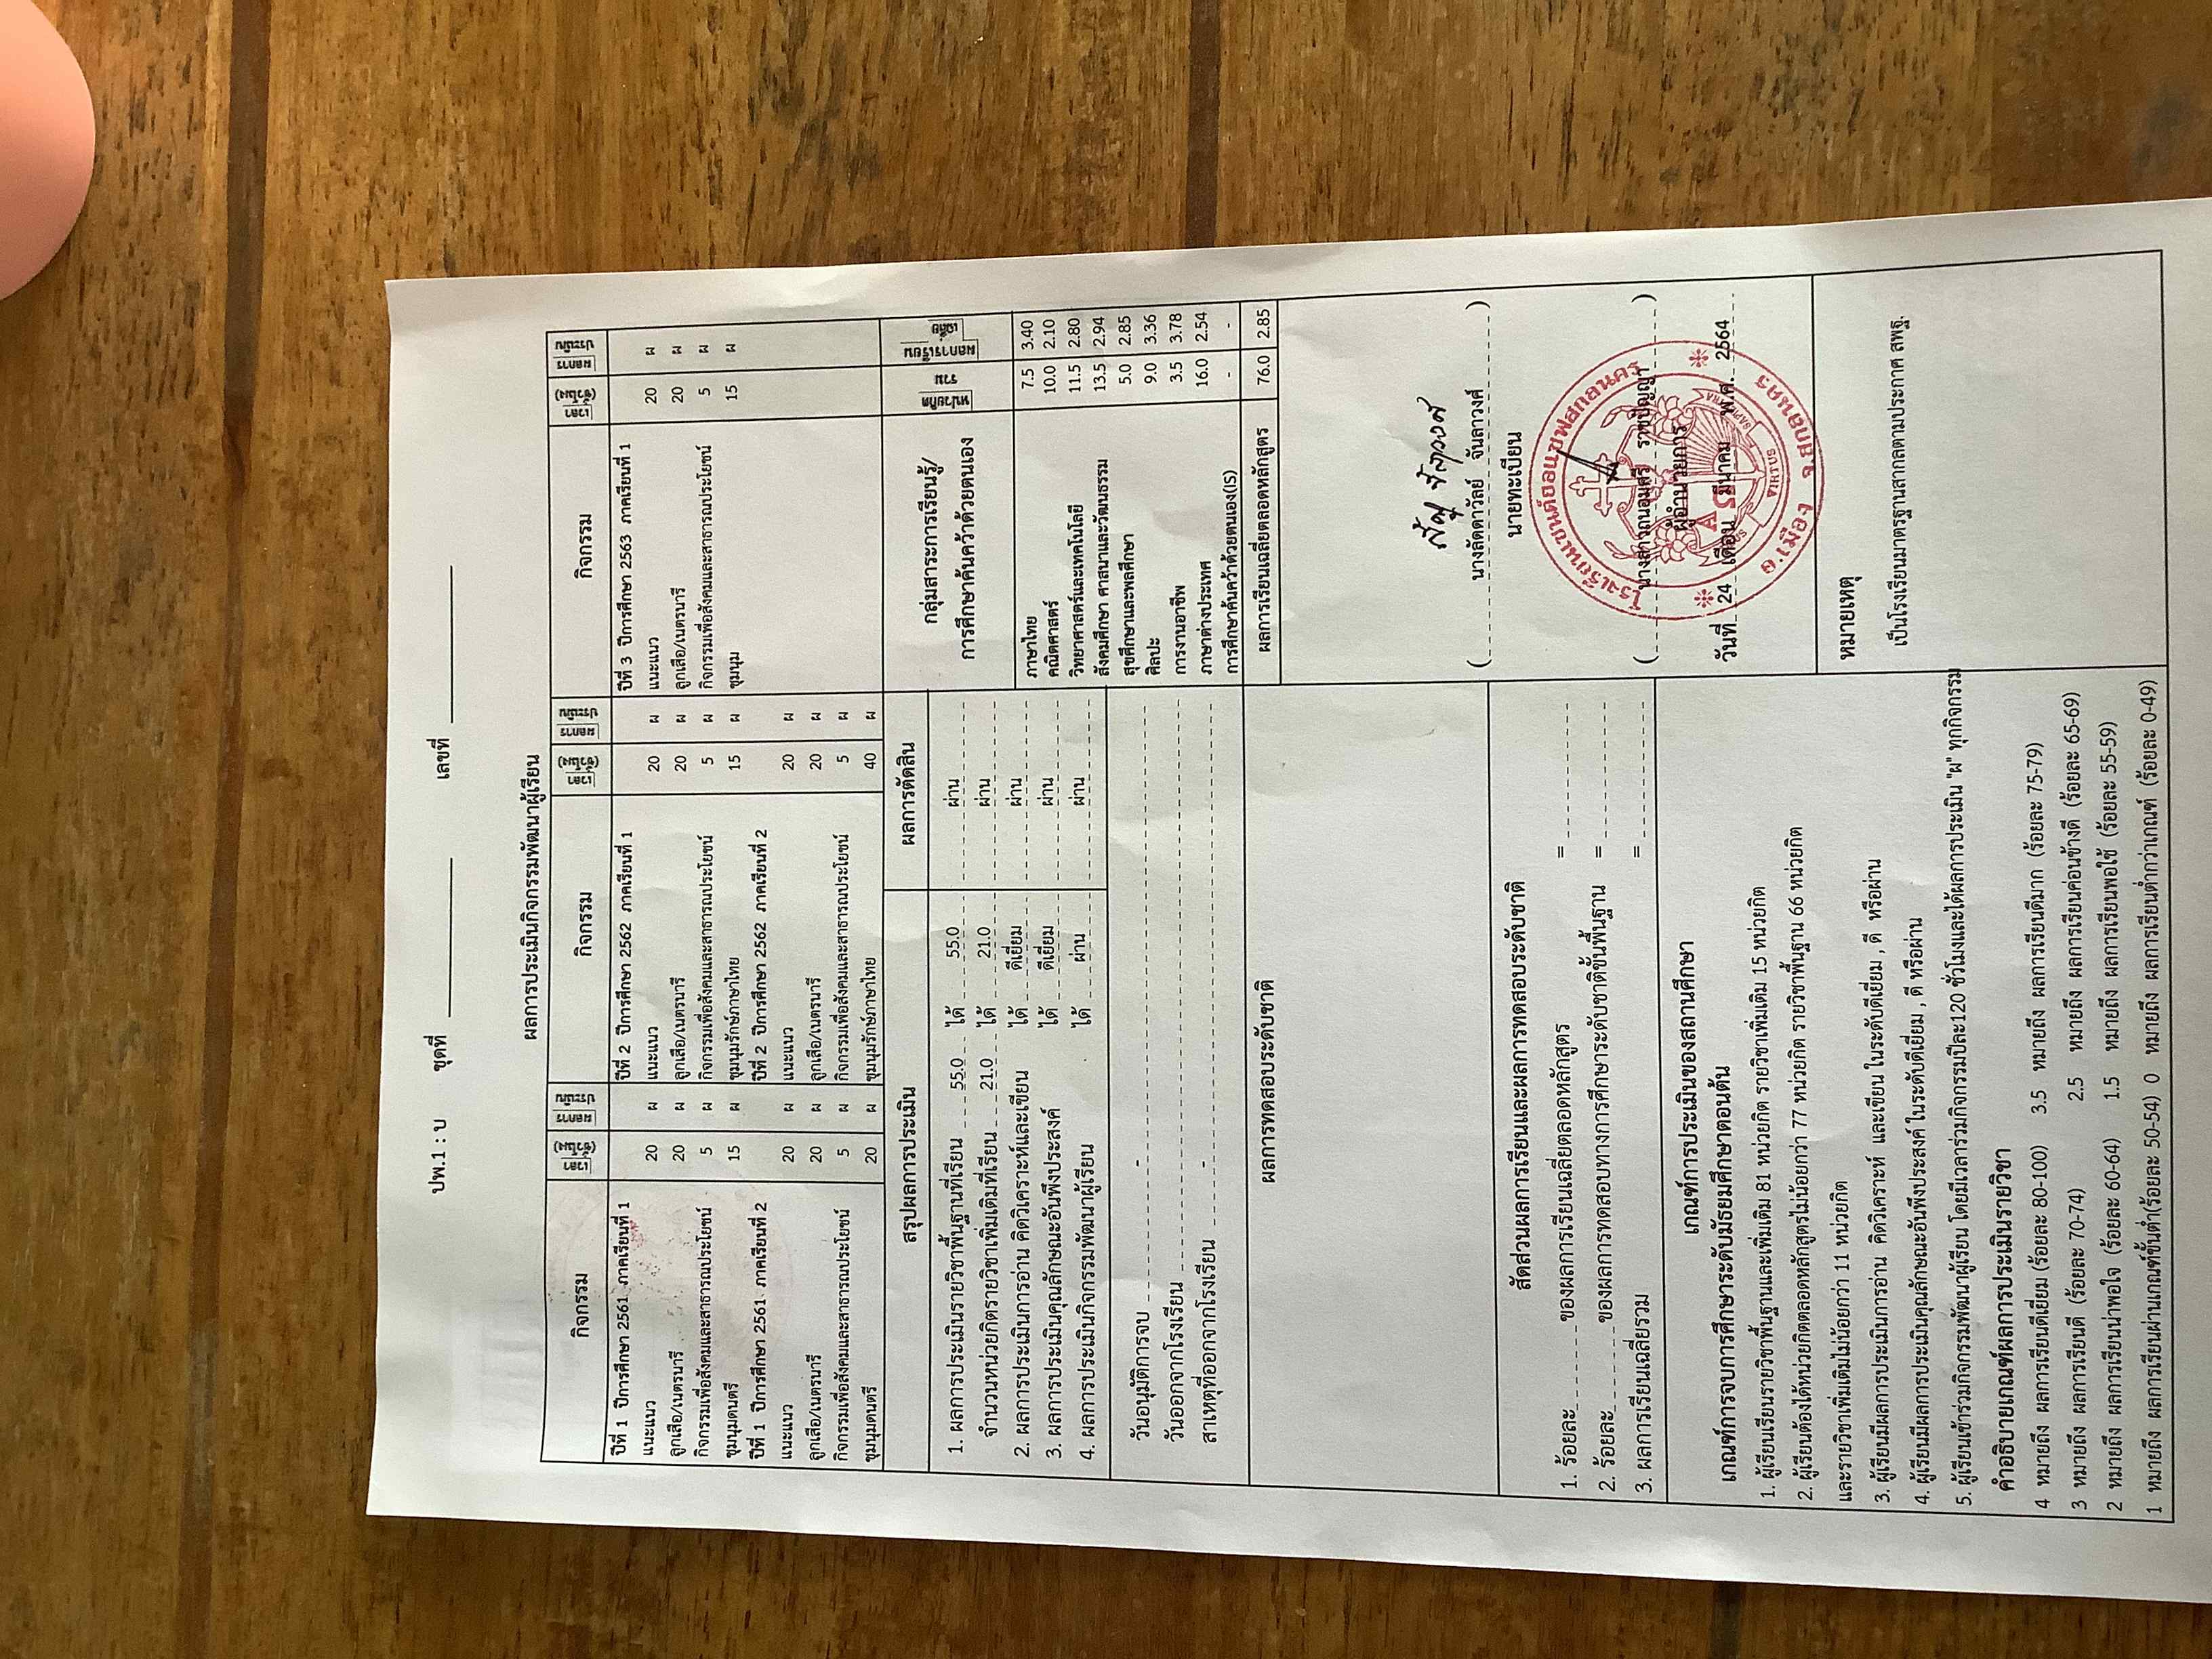 ปพ.1 : บ ชุดที่ เลขที่
ผลการประเมินกิจกรรมพัฒนาผู้เรียน
กิจกรรม เวลา (ชั่วโมง) ผลการประเมิน กิจกรรม เวลา (ชั่วโมง) ผลการประเมิน กิจกรรม เวลา (ชั่วโมง) ผลการประเมิน
ปีที่ 1 ปีการศึกษา 2561 ภาคเรียนที่ 1 ปีที่ 2 ปีการศึกษา 2562 ภาคเรียนที่ 1 ปีที่ 3 ปีการศึกษา 2563 ภาคเรียนที่ 1
แนะแนว 20 ผ แนะแนว 20 ผ แนะแนว 20 ผ
ลูกเสือ/เนตรนารี 20 ผ ลูกเสือ/เนตรนารี 20 ผ ลูกเสือ/เนตรนารี 20 ผ
กิจกรรมเพื่อสังคมและสาธารณประโยชน์ 5 ผ กิจกรรมเพื่อสังคมและสาธารณประโยชน์ 5 ผ กิจกรรมเพื่อสังคมและสาธารณประโยชน์ 5 ผ
ชุมนุมดนตรี 15 ผ ชุมนุมรักษ์ภาษาไทย 15 ผ ชุมนุม 15 ผ
ปีที่ 1 ปีการศึกษา 2561 ภาคเรียนที่ 2 ปีที่ 2 ปีการศึกษา 2562 ภาคเรียนที่ 2
แนะแนว 20 ผ แนะแนว 20 ผ
ลูกเสือ/เนตรนารี 20 ผ ลูกเสือ/เนตรนารี 20 ผ
กิจกรรมเพื่อสังคมและสาธารณประโยชน์ 5 ผ กิจกรรมเพื่อสังคมและสาธารณประโยชน์ 5 ผ
ชุมนุมดนตรี 20 ผ ชุมนุมรักษ์ภาษาไทย 40 ผ
สรุปผลการประเมิน ผลการตัดสิน
1. ผลการประเมินรายวิชาพื้นฐานที่เรียน 55.0 ได้ 55.0 ผ่าน
จำนวนหน่วยกิตรายวิชาเพิ่มเติมที่เรียน 21.0 ได้ 21.0 ผ่าน
2. ผลการประเมินการอ่าน คิดวิเคราะห์และเขียน ได้ ดีเยี่ยม ผ่าน
3. ผลการประเมินคุณลักษณะอันพึงประสงค์ ได้ ดีเยี่ยม ผ่าน
4. ผลการประเมินกิจกรรมพัฒนาผู้เรียน ได้ ผ่าน ผ่าน
วันอนุมัติการจบ -
วันออกจากโรงเรียน
สาเหตุที่ออกจากโรงเรียน -
กลุ่มสาระการเรียนรู้/
การศึกษาค้นคว้าด้วยตนเอง
หน่วยกิต รวม ผลการเรียน เฉลี่ย
ภาษาไทย 7.5 3.40
คณิตศาสตร์ 10.0 2.10
วิทยาศาสตร์และเทคโนโลยี 11.5 2.80
สังคมศึกษา ศาสนาและวัฒนธรรม 13.5 2.94
สุขศึกษาและพลศึกษา 5.0 2.85
ศิลปะ 9.0 3.36
การงานอาชีพ 3.5 3.78
ภาษาต่างประเทศ 16.0 2.54
การศึกษาค้นคว้าด้วยตนเอง(IS) - -
ผลการเรียนเฉลี่ยตลอดหลักสูตร 76.0 2.85
ผลการทดสอบระดับชาติ
สัดส่วนผลการเรียนและผลการทดสอบระดับชาติ
1. ร้อยละ ของผลการเรียนเฉลี่ยตลอดหลักสูตร =
2. ร้อยละ ของผลการทดสอบทางการศึกษาระดับชาติขั้นพื้นฐาน =
3. ผลการเรียนเฉลี่ยรวม =
( นางลัดดาวัลย์ จันลาวงศ์ )
นายทะเบียน
โรงเรียนเซนต์ยอแซฟสกลนคร
( นางสาวถนอมศรี ราชปัญญา )
ผู้อำนวยการ
วันที่ 24 เดือน มีนาคม พ.ศ. 2564
VIRTUS
อ.เมือง จ.สกลนคร
เกณฑ์การประเมินของสถานศึกษา
เกณฑ์การจบการศึกษาระดับมัธยมศึกษาตอนต้น
1. ผู้เรียนเรียนรายวิชาพื้นฐานและเพิ่มเติม 81 หน่วยกิต รายวิชาเพิ่มเติม 15 หน่วยกิต
2. ผู้เรียนต้องได้หน่วยกิตตลอดหลักสูตรไม่น้อยกว่า 77 หน่วยกิต รายวิชาพื้นฐาน 66 หน่วยกิต
และรายวิชาเพิ่มเติมไม่น้อยกว่า 11 หน่วยกิต
3. ผู้เรียนมีผลการประเมินการอ่าน คิดวิเคราะห์ และเขียน ในระดับดีเยี่ยม , ดี หรือผ่าน
4. ผู้เรียนมีผลการประเมินคุณลักษณะอันพึงประสงค์ ในระดับดีเยี่ยม , ดี หรือผ่าน
5. ผู้เรียนเข้าร่วมกิจกรรมพัฒนาผู้เรียน โดยมีเวลาร่วมกิจกรรมปีละ120 ชั่วโมงและได้ผลการประเมิน "ผ" ทุกกิจกรรม
คำอธิบายเกณฑ์ผลการประเมินรายวิชา
4 หมายถึง ผลการเรียนดีเยี่ยม (ร้อยละ 80-100) 3.5 หมายถึง ผลการเรียนดีมาก (ร้อยละ 75-79)
3 หมายถึง ผลการเรียนดี (ร้อยละ 70-74) 2.5 หมายถึง ผลการเรียนค่อนข้างดี (ร้อยละ 65-69)
2 หมายถึง ผลการเรียนน่าพอใจ (ร้อยละ 60-64) 1.5 หมายถึง ผลการเรียนพอใช้ (ร้อยละ 55-59)
1 หมายถึง ผลการเรียนผ่านเกณฑ์ขั้นต่ำ(ร้อยละ 50-54) 0 หมายถึง ผลการเรียนต่ำกว่าเกณฑ์ (ร้อยละ 0-49)
หมายเหตุ
เป็นโรงเรียนมาตรฐานสากลตามประกาศ สพฐ.